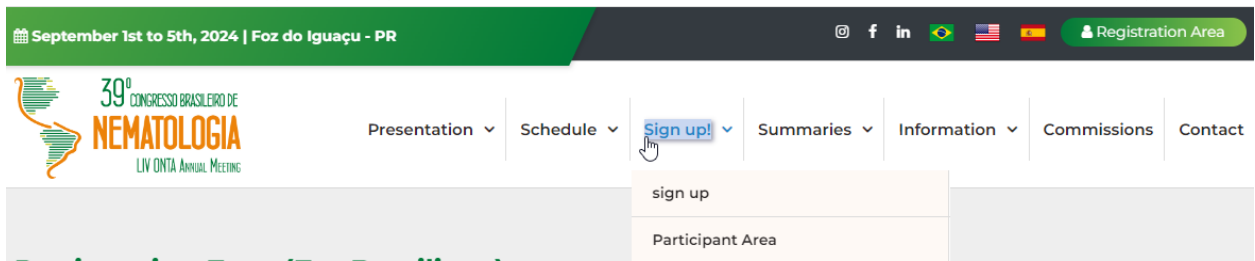 September 1st to 5th, 2024 | Foz do Iguaçu - PR
Registration Area
39º CONGRESSO BRASILEIRO DE
NEMATOLOGIA
LIV ONTA ANNUAL MEETING
Presentation
Schedule
Sign up!
Summaries
Information
Commissions
Contact
sign up
Participant Area